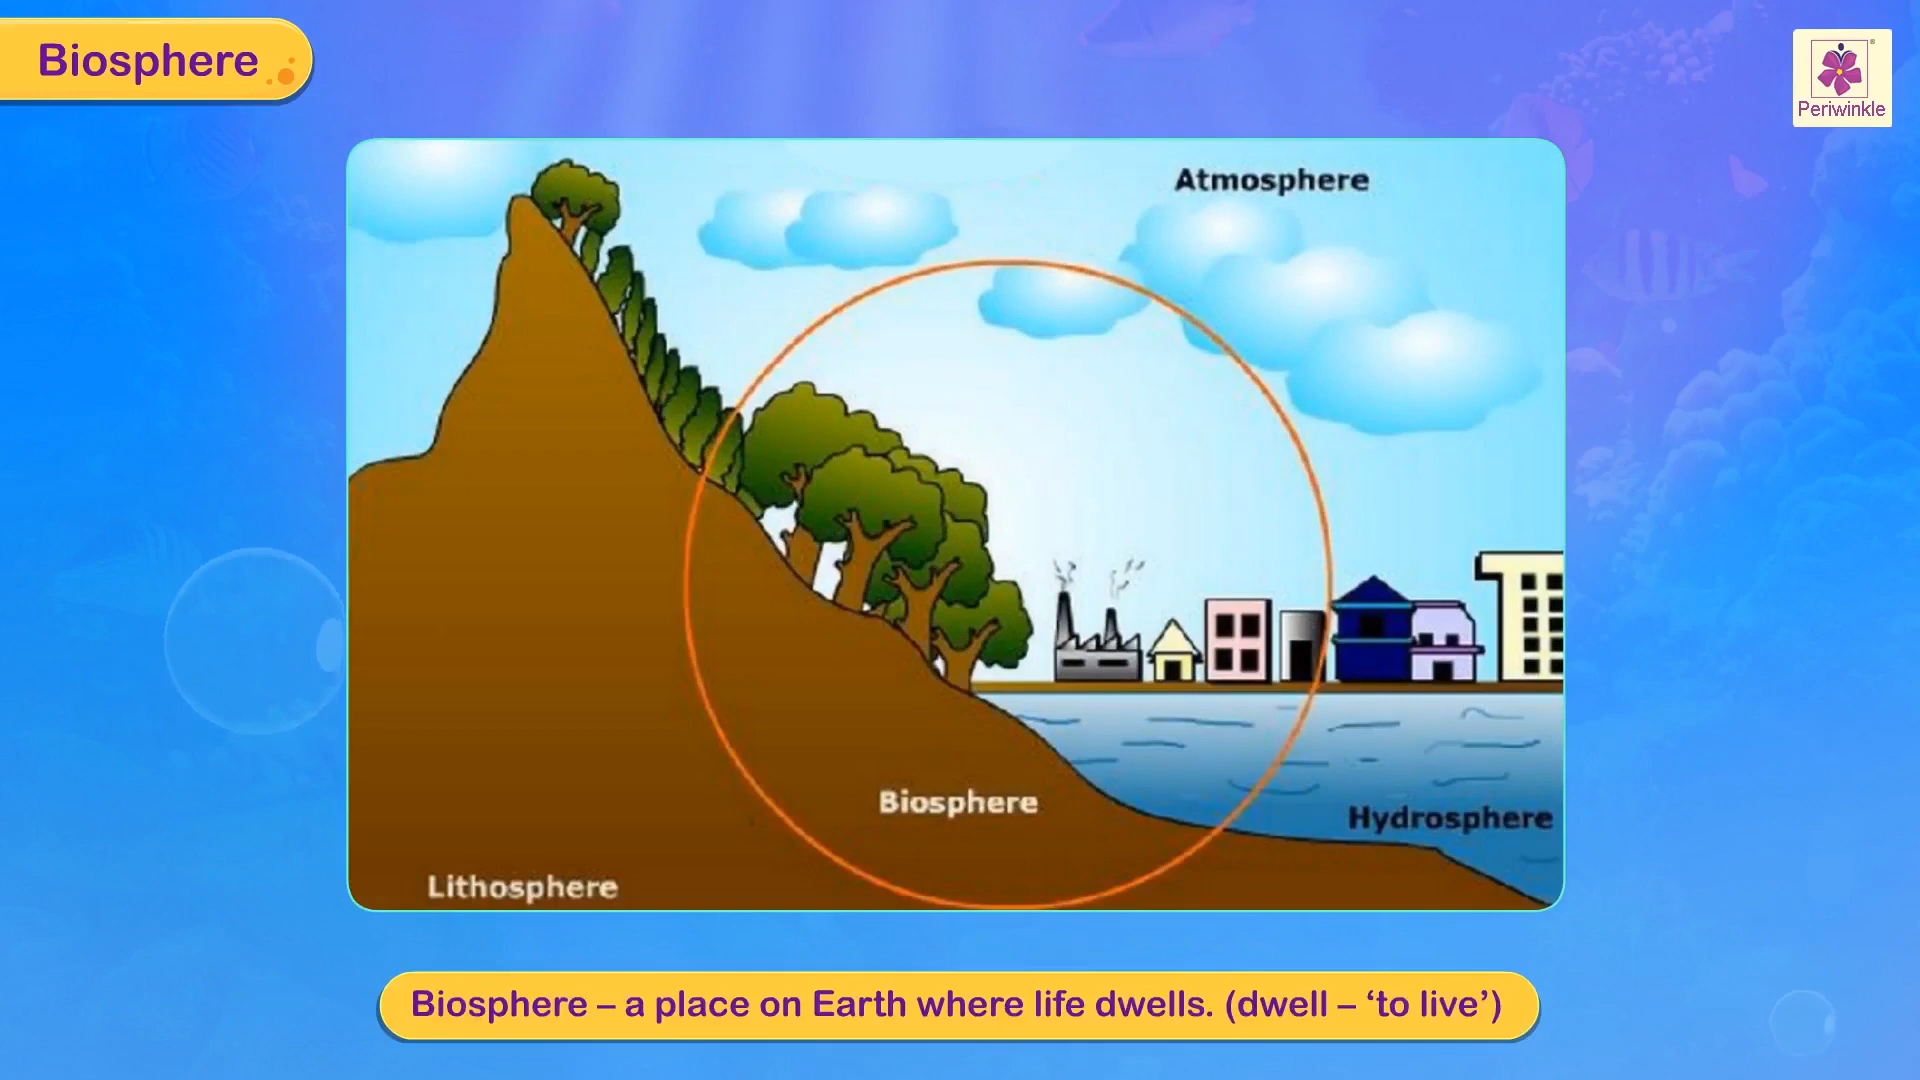 Biosphere
Periwinkle
Atmosphere
Biosphere
Hydrosphere
Lithosphere
Biosphere – a place on Earth where life dwells. (dwell – ‘to live’)